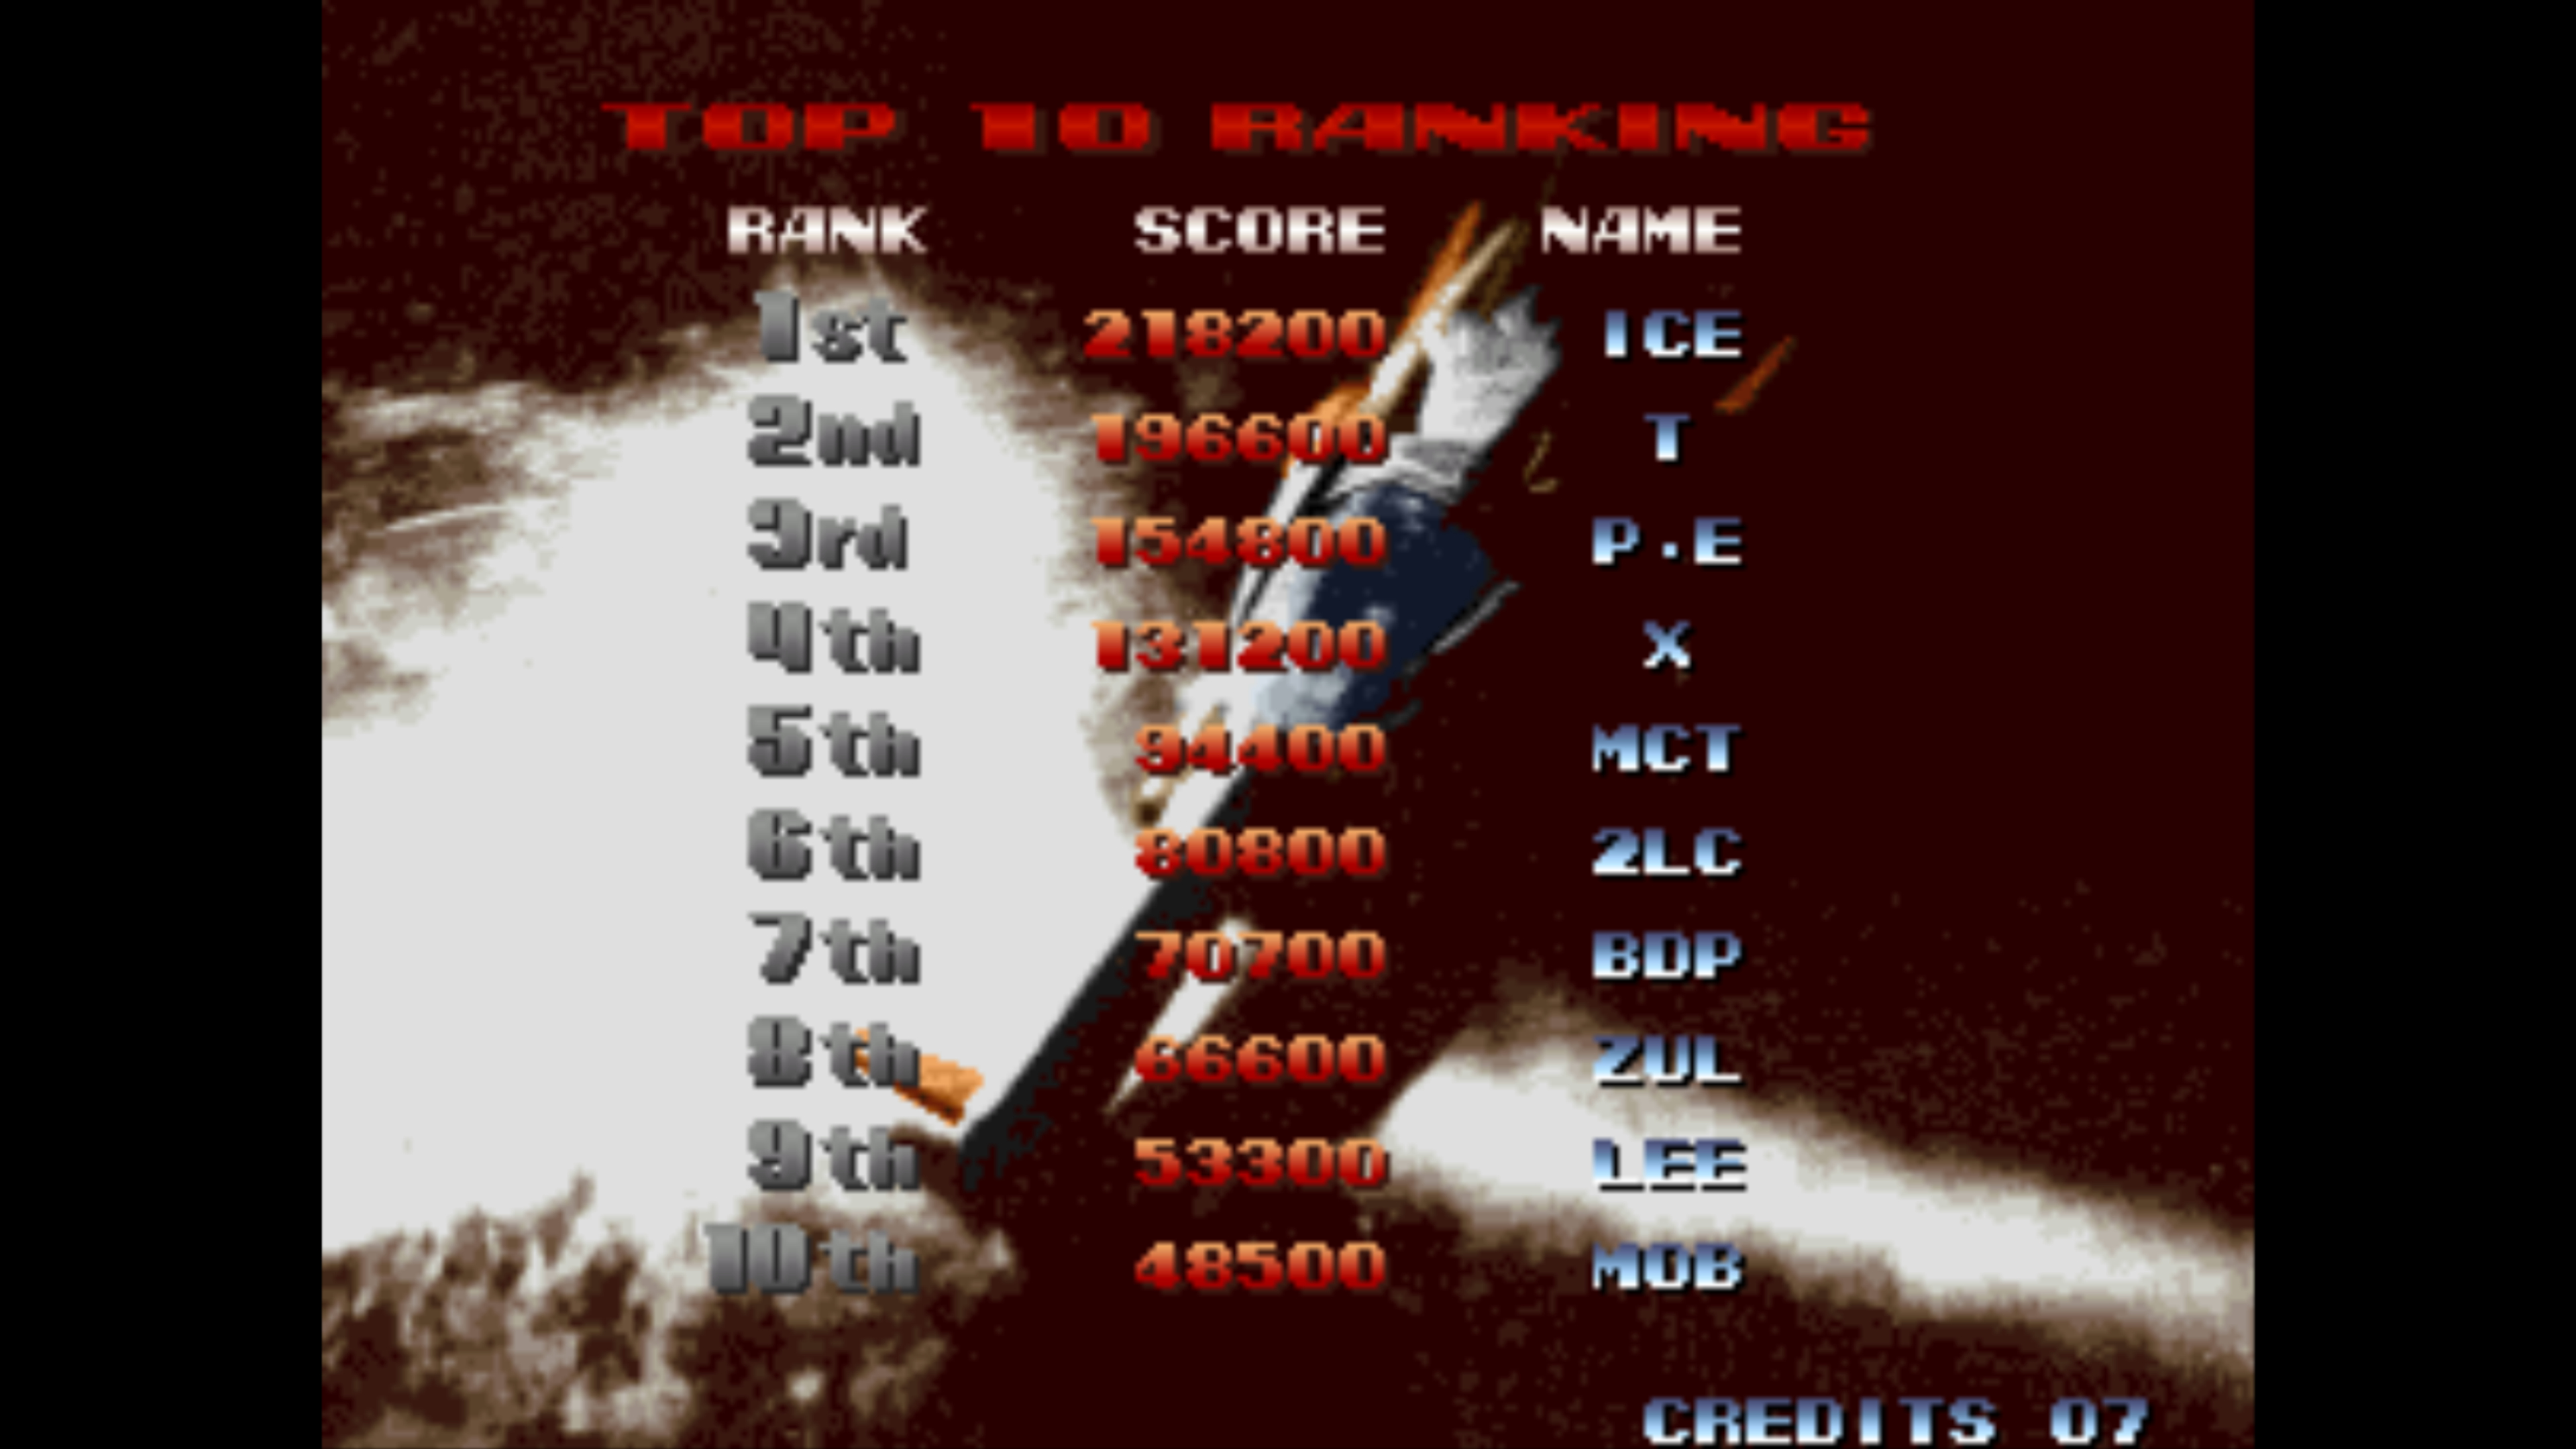 TOP 10 RANKING
RANK SCORE NAME
1st 218200 ICE
2nd 196600 T
3rd 154800 P.E
4th 131200 X
5th 94400 MCT
6th 80800 2LC
7th 70700 BDP
8th 66600 ZUL
9th 53300 LEE
10th 48500 MOB
CREDITS 07